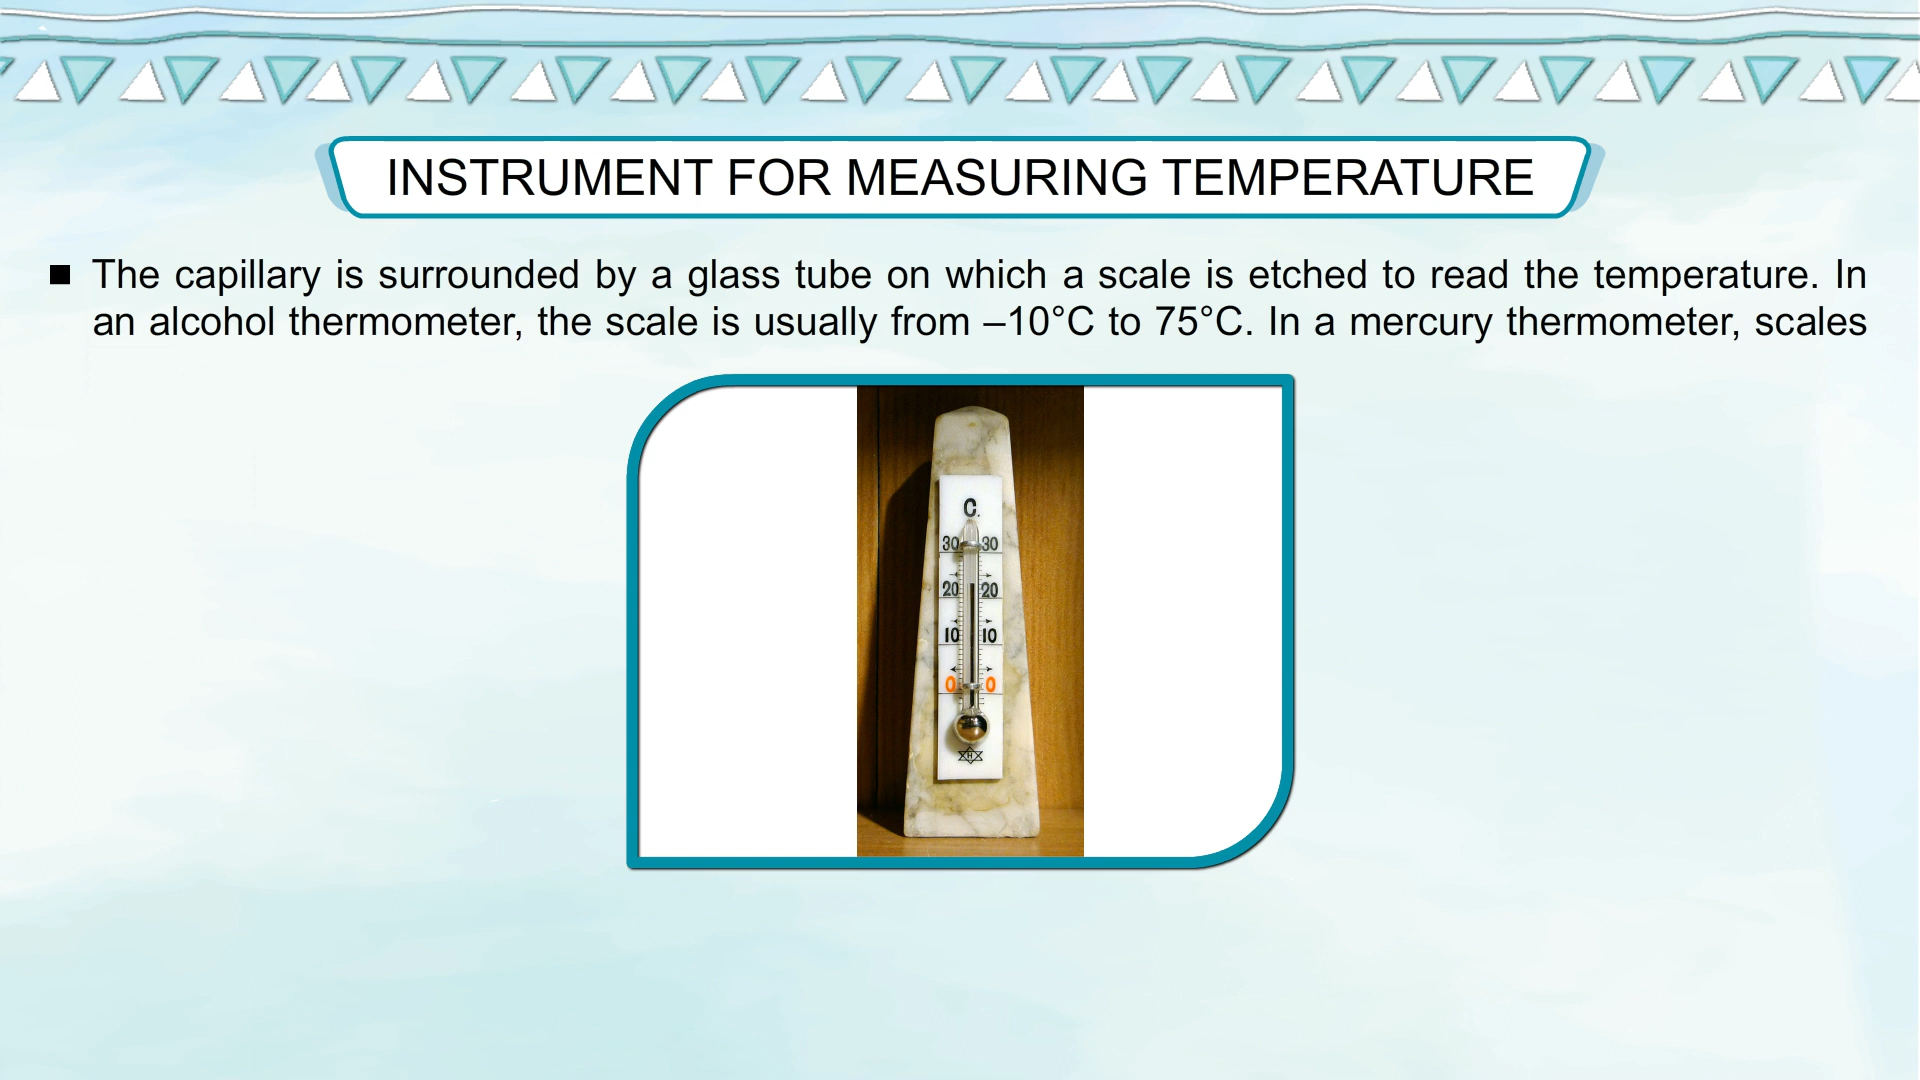 INSTRUMENT FOR MEASURING TEMPERATURE
■ The capillary is surrounded by a glass tube on which a scale is etched to read the temperature. In
an alcohol thermometer, the scale is usually from –10°C to 75°C. In a mercury thermometer, scales
C.
30 30
20 20
10 10
0 0
H